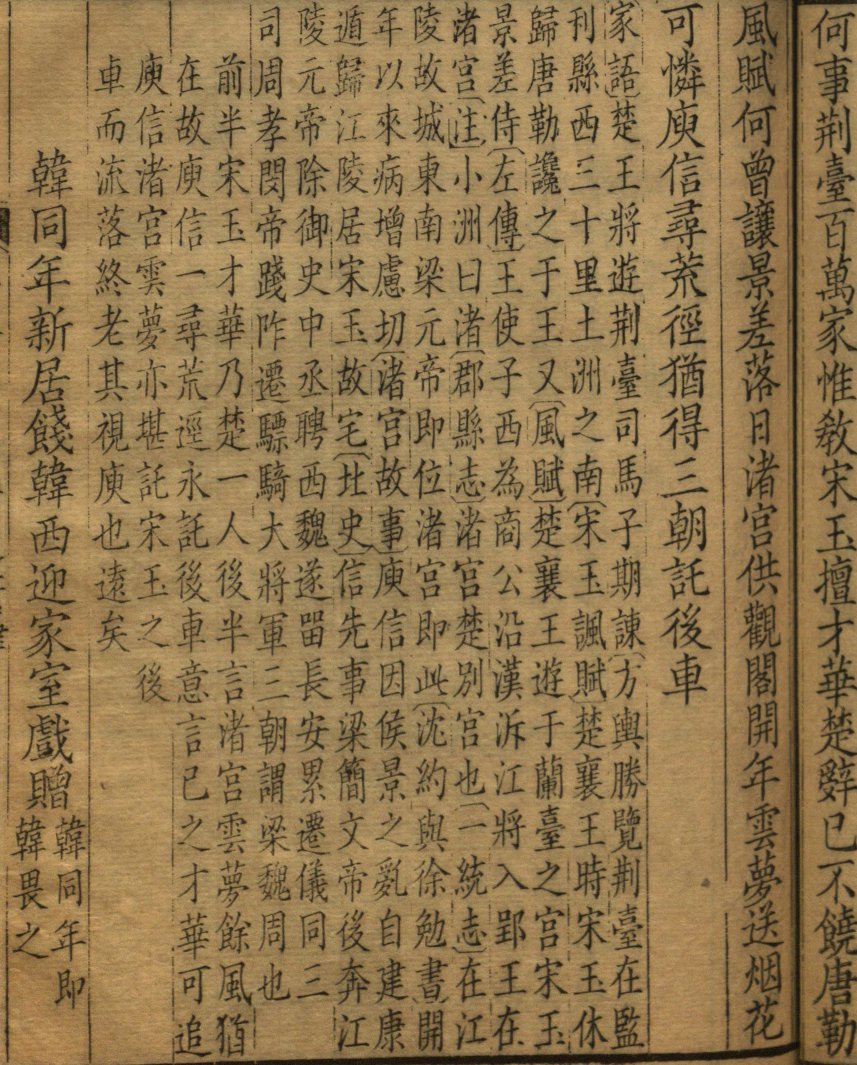 何事荆臺百萬家惟敎宋玉擅才華楚辤已不饒唐勒
風賦何曾讓景差落日渚宮供觀閣開年雲夢送烟花
可憐庾信尋荒徑猶得三朝託後車
家語楚王將遊荆臺司馬子期諫方輿勝覽荆臺在監
利縣西三十里土洲之南宋玉諷賦楚襄王時宋玉休
歸唐勒讒之于王又風賦楚襄王遊于蘭臺之宮宋玉
景差侍左傳王使子西為商公沿漢泝江將入郢王在
渚宮注小洲曰渚郡縣志渚宮楚別宮也一統志在江
陵故城東南梁元帝即位渚宮即此沈約與徐勉書開
年以來病增慮切渚宮故事庾信因侯景之亂自建康
遁歸江陵居宋玉故宅北史信先事梁簡文帝後奔江
陵元帝除御史中丞聘西魏遂畱長安累遷儀同三
司周孝閔帝踐阼遷驃騎大將軍三朝謂梁魏周也
前半宋玉才華乃楚一人後半言渚宮雲夢餘風猶
在故庾信一尋荒逕永託後車意言已之才華可追
庾信渚宮雲夢亦堪託宋玉之後
車而流落終老其視庾也遠矣
韓同年新居餞韓西迎家室戲贈
韓同年即
韓畏之